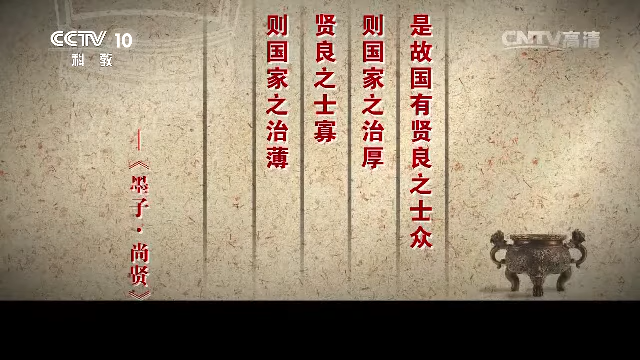 CCTV 10
科教
CNTV高清
是故国有贤良之士众
则国家之治厚
贤良之士寡
则国家之治薄
—《墨子·尚贤》